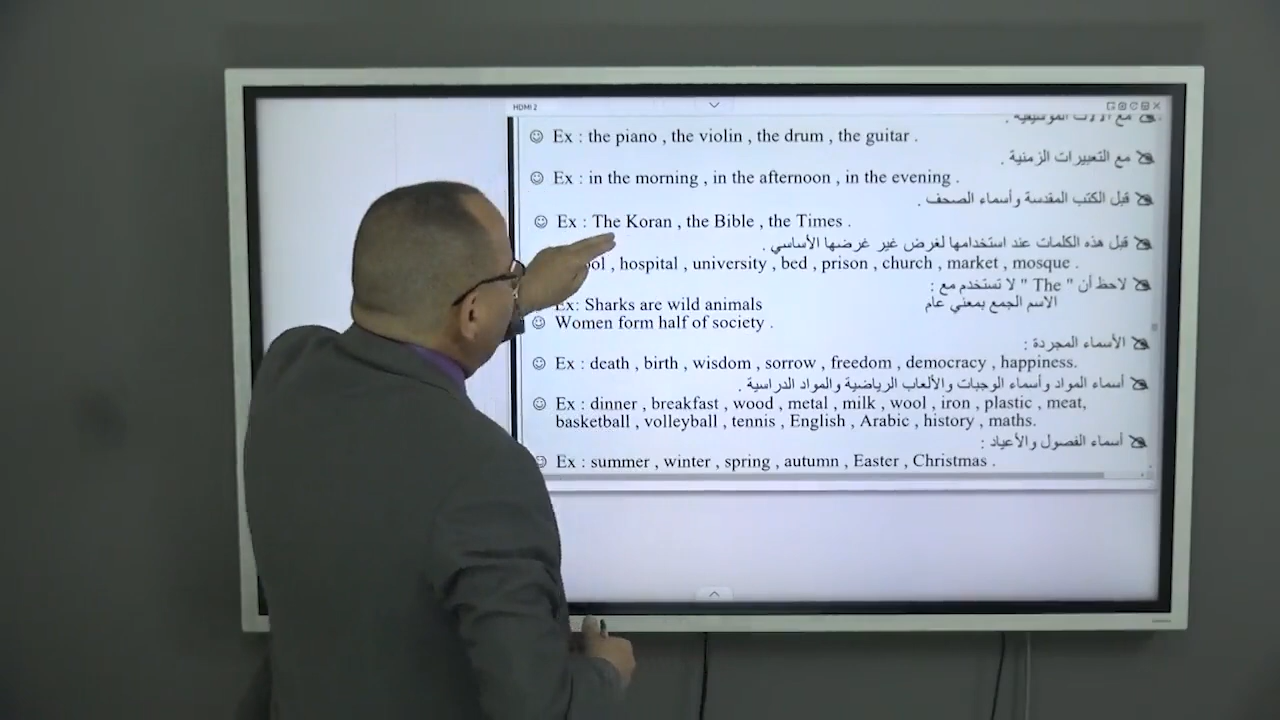 HDMI 2
مع الآلات الموسيقية .
Ex : the piano , the violin , the drum , the guitar .
مع التعبيرات الزمنية .
Ex : in the morning , in the afternoon , in the evening .
قبل الكتب المقدسة وأسماء الصحف .
Ex : The Koran , the Bible , the Times .
قبل هذه الكلمات عند استخدامها لغرض غير غرضها الأساسي .
ool , hospital , university , bed , prison , church , market , mosque .
لاحظ أن " The " لا تستخدم مع :
الاسم الجمع بمعني عام
Ex: Sharks are wild animals
Women form half of society .
الأسماء المجردة :
Ex : death , birth , wisdom , sorrow , freedom , democracy , happiness.
أسماء المواد وأسماء الوجبات والألعاب الرياضية والمواد الدراسية .
Ex : dinner , breakfast , wood , metal , milk , wool , iron , plastic , meat,
basketball , volleyball , tennis , English , Arabic , history , maths.
أسماء الفصول والأعياد :
Ex : summer , winter , spring , autumn , Easter , Christmas .